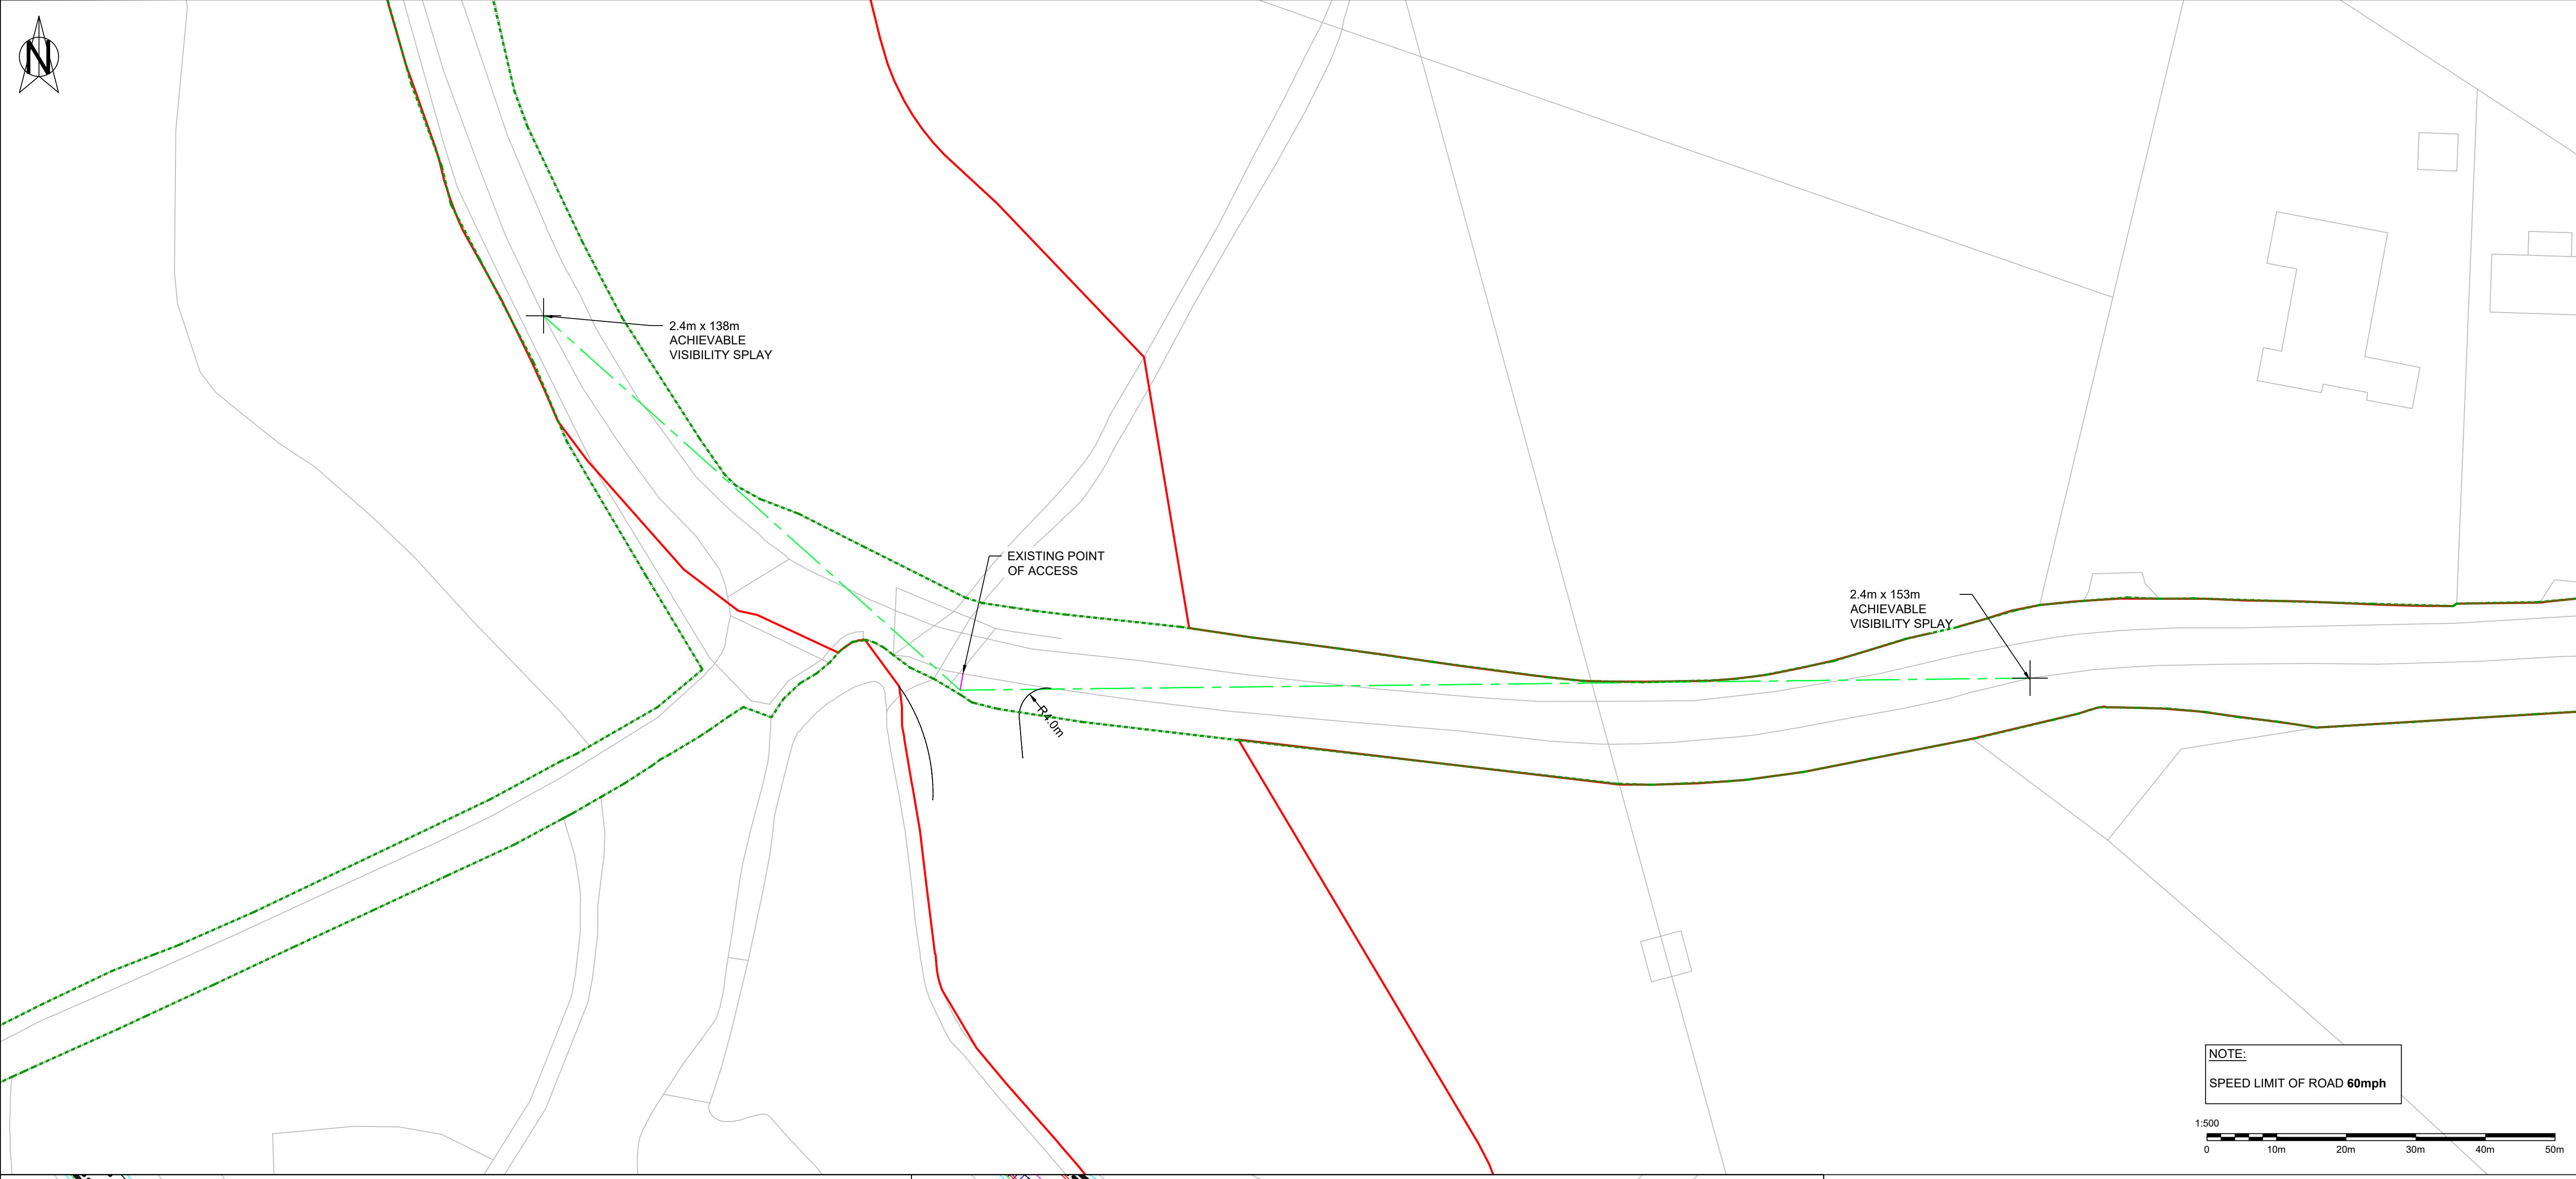 N
2.4m x 138m
ACHIEVABLE
VISIBILITY SPLAY
EXISTING POINT
OF ACCESS
2.4m x 153m
ACHIEVABLE
VISIBILITY SPLAY
R4.0m
NOTE:
SPEED LIMIT OF ROAD 60mph
1:500
0 10m 20m 30m 40m 50m